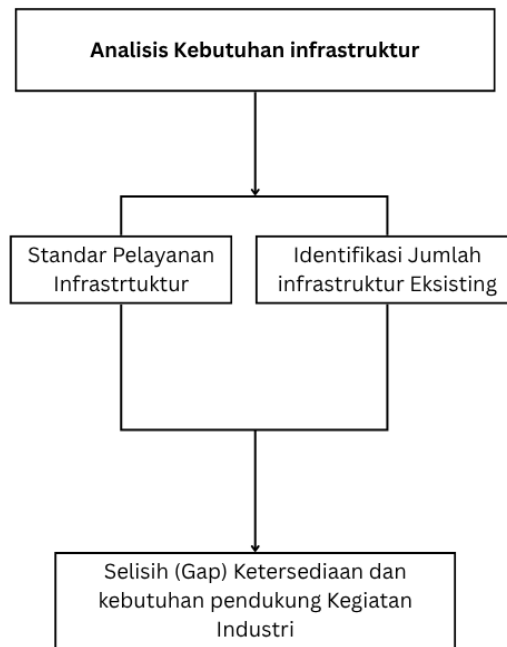 Analisis Kebutuhan infrastruktur
Standar Pelayanan
Infrastrtuktur
Identifikasi Jumlah
infrastruktur Eksisting
Selisih (Gap) Ketersediaan dan
kebutuhan pendukung Kegiatan
Industri